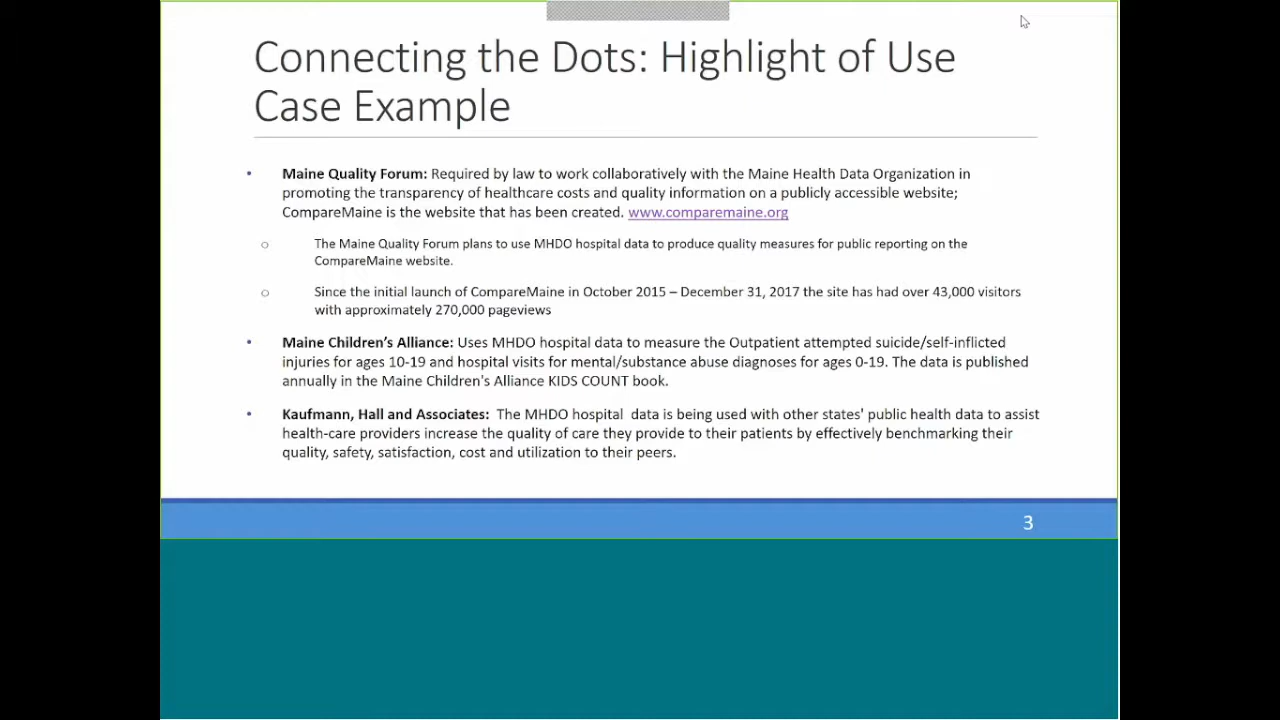 Connecting the Dots: Highlight of Use
Case Example
• Maine Quality Forum: Required by law to work collaboratively with the Maine Health Data Organization in
promoting the transparency of healthcare costs and quality information on a publicly accessible website;
CompareMaine is the website that has been created. www.comparemaine.org
o The Maine Quality Forum plans to use MHDO hospital data to produce quality measures for public reporting on the
CompareMaine website.
o Since the initial launch of CompareMaine in October 2015 – December 31, 2017 the site has had over 43,000 visitors
with approximately 270,000 pageviews
• Maine Children’s Alliance: Uses MHDO hospital data to measure the Outpatient attempted suicide/self-inflicted
injuries for ages 10-19 and hospital visits for mental/substance abuse diagnoses for ages 0-19. The data is published
annually in the Maine Children's Alliance KIDS COUNT book.
• Kaufmann, Hall and Associates: The MHDO hospital data is being used with other states' public health data to assist
health-care providers increase the quality of care they provide to their patients by effectively benchmarking their
quality, safety, satisfaction, cost and utilization to their peers.
3